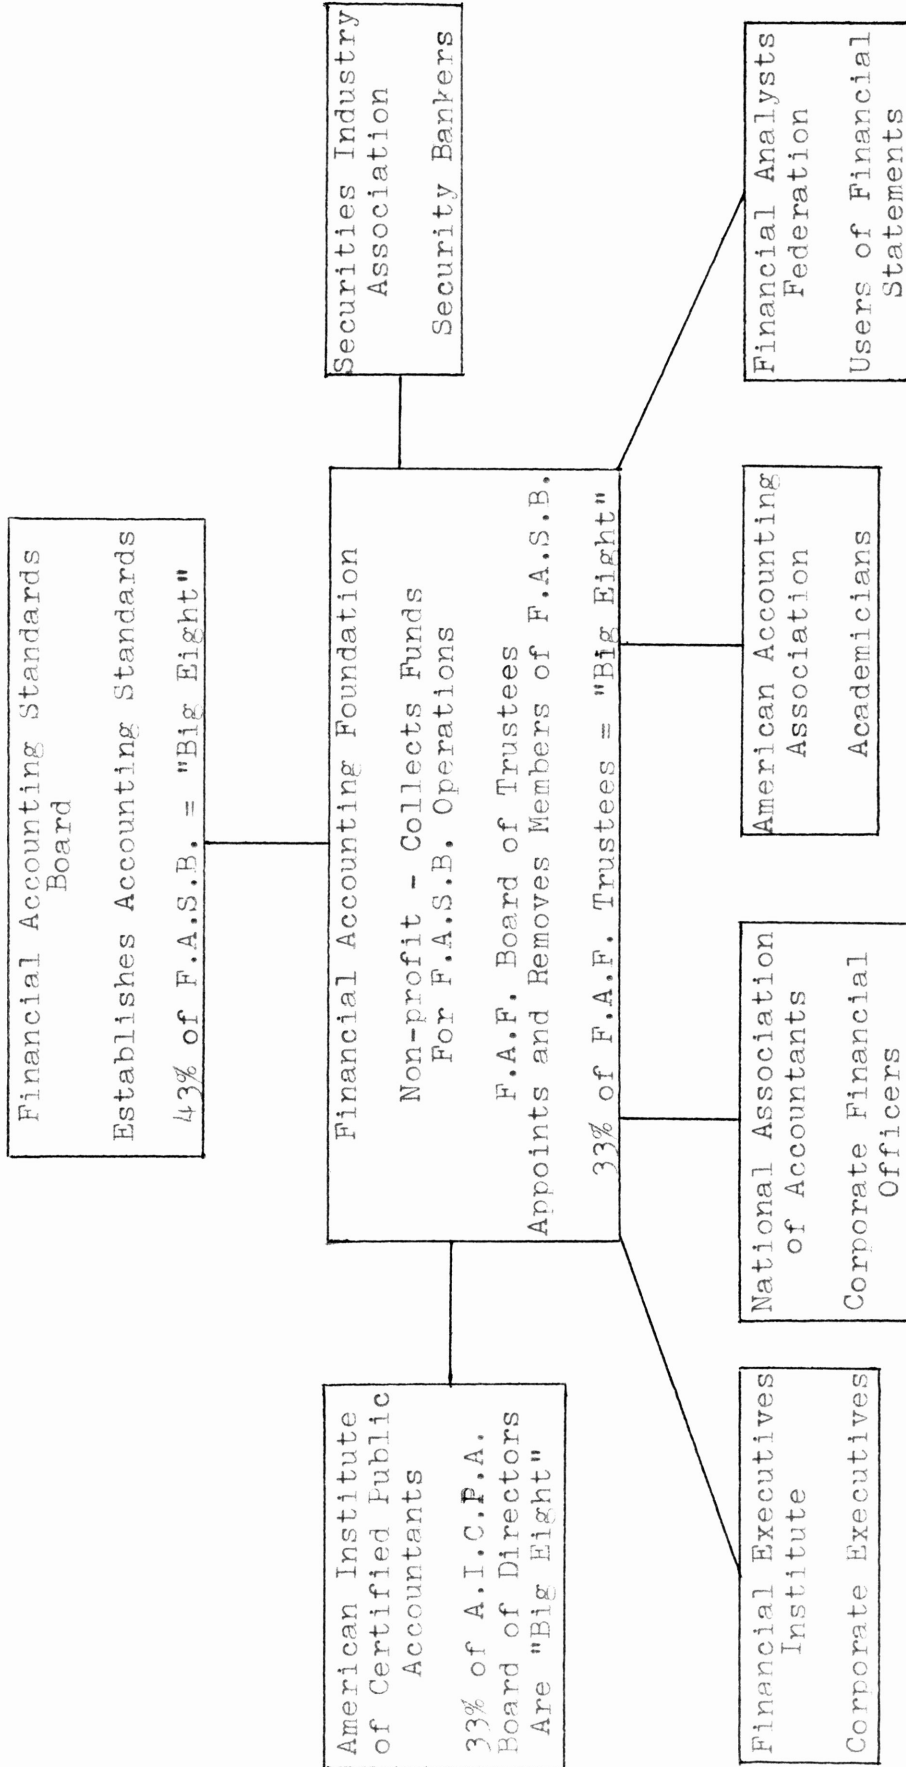 Financial Accounting Standards
Board
Establishes Accounting Standards
43% of F.A.S.B. = "Big Eight"
American Institute
of Certified Public
Accountants
33% of A.I.C.P.A.
Board of Directors
Are "Big Eight"
Financial Accounting Foundation
Non-profit - Collects Funds
For F.A.S.B. Operations
F.A.F. Board of Trustees
Appoints and Removes Members of F.A.S.B.
33% of F.A.F. Trustees = "Big Eight"
Securities Industry
Association
Security Bankers
Financial Executives
Institute
Corporate Executives
National Association
of Accountants
Corporate Financial
Officers
American Accounting
Association
Academicians
Financial Analysts
Federation
Users of Financial
Statements